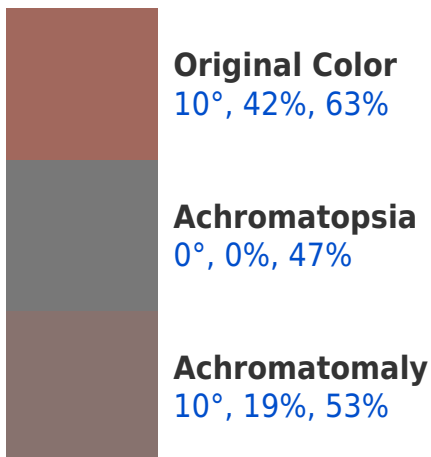 Original Color
10°, 42%, 63%
Achromatopsia
0°, 0%, 47%
Achromatomaly
10°, 19%, 53%